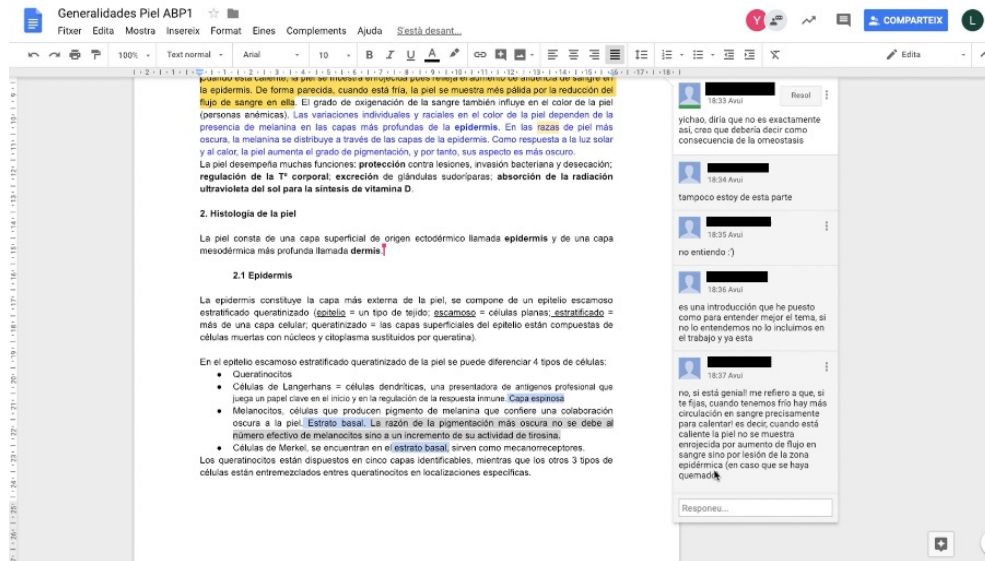 Generalidades Piel ABP1
Fitxer Edita Mostra Insereix Format Eines Complements Ajuda S'està desant...
Y
COMPARTEIX
L
100% Text normal Arial 10 B I U A Edita
cuando está caliente, la piel se muestra enrojecida pues refleja el aumento de afluencia de sangre en
la epidermis. De forma parecida, cuando está fría, la piel se muestra más pálida por la reducción del
flujo de sangre en ella. El grado de oxigenación de la sangre también influye en el color de la piel
(personas anémicas). Las variaciones individuales y raciales en el color de la piel dependen de la
presencia de melanina en las capas más profundas de la epidermis. En las razas de piel más
oscura, la melanina se distribuye a través de las capas de la epidermis. Como respuesta a la luz solar
y al calor, la piel aumenta el grado de pigmentación, y por tanto, sus aspecto es más oscuro.
La piel desempeña muchas funciones: protección contra lesiones, invasión bacteriana y desecación;
regulación de la Tª corporal; excreción de glándulas sudoríparas; absorción de la radiación
ultravioleta del sol para la síntesis de vitamina D.
2. Histología de la piel
La piel consta de una capa superficial de origen ectodérmico llamada epidermis y de una capa
mesodérmica más profunda llamada dermis.
2.1 Epidermis
La epidermis constituye la capa más externa de la piel, se compone de un epitelio escamoso
estratificado queratinizado (epitelio = un tipo de tejido; escamoso = células planas; estratificado =
más de una capa celular; queratinizado = las capas superficiales del epitelio están compuestas de
células muertas con núcleos y citoplasma sustituidos por queratina).
En el epitelio escamoso estratificado queratinizado de la piel se puede diferenciar 4 tipos de células:
● Queratinocitos
● Células de Langerhans = células dendríticas, una presentadora de antígenos profesional que
juega un papel clave en el inicio y en la regulación de la respuesta inmune. Capa espinosa
● Melanocitos, células que producen pigmento de melanina que confiere una colaboración
oscura a la piel. Estrato basal. La razón de la pigmentación más oscura no se debe al
número efectivo de melanocitos sino a un incremento de su actividad de tirosina.
● Células de Merkel, se encuentran en el estrato basal, sirven como mecanorreceptores.
Los queratinocitos están dispuestos en cinco capas identificables, mientras que los otros 3 tipos de
células están entremezclados entres queratinocitos en localizaciones específicas.
18:33 Avui
Resol
yichao, diría que no es exactamente
así, creo que debería decir como
consecuencia de la omeostasis
18:34 Avui
tampoco estoy de esta parte
18:35 Avui
no entiendo :')
18:36 Avui
es una introducción que he puesto
como para entender mejor el tema, si
no lo entendemos no lo incluimos en
el trabajo y ya esta
18:37 Avui
no, si está genial! me refiero a que, si
te fijas, cuando tenemos frío hay más
circulación en sangre precisamente
para calentar! es decir, cuando está
caliente la piel no se muestra
enrojecida por aumento de flujo en
sangre sino por lesión de la zona
epidérmica (en caso que se haya
quemado
Responeu...